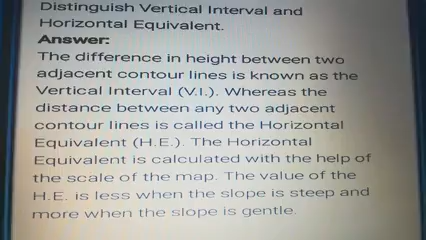 Distinguish Vertical Interval and
Horizontal Equivalent.
Answer:
The difference in height between two
adjacent contour lines is known as the
Vertical Interval (V.I.). Whereas the
distance between any two adjacent
contour lines is called the Horizontal
Equivalent (H.E.). The Horizontal
Equivalent is calculated with the help of
the scale of the map. The value of the
H.E. is less when the slope is steep and
more when the slope is gentle.